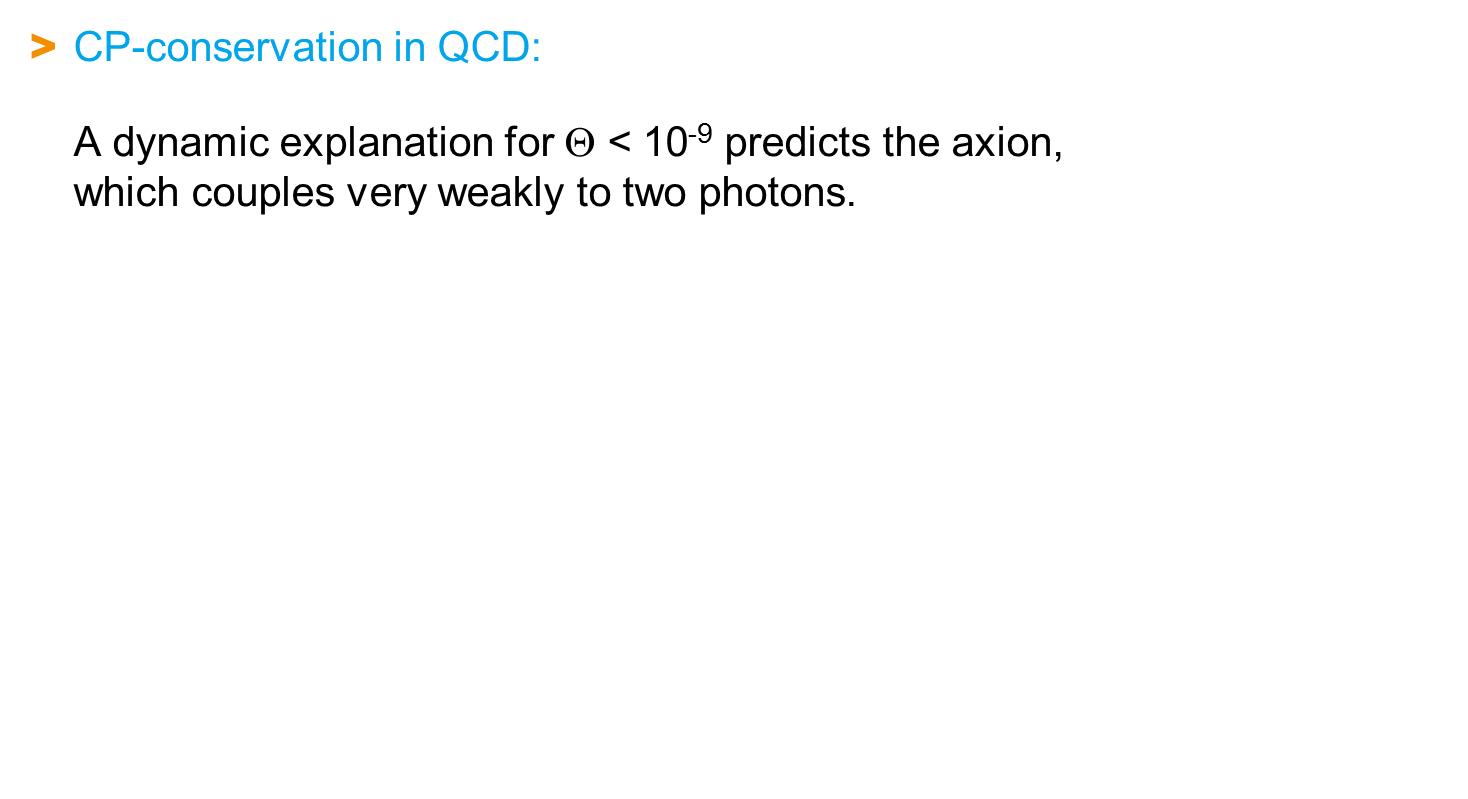 > CP-conservation in QCD:
A dynamic explanation for Θ < 10⁻⁹ predicts the axion,
which couples very weakly to two photons.